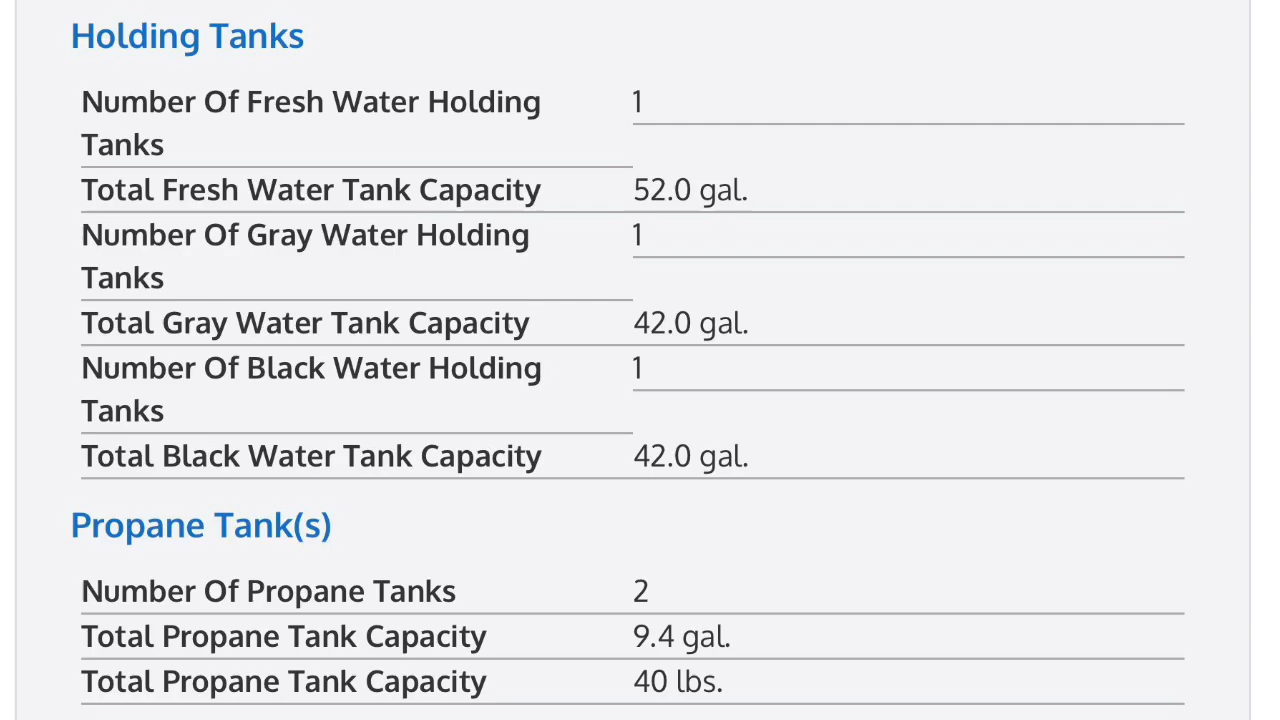 Holding Tanks
Number Of Fresh Water Holding 1
Tanks
Total Fresh Water Tank Capacity 52.0 gal.
Number Of Gray Water Holding 1
Tanks
Total Gray Water Tank Capacity 42.0 gal.
Number Of Black Water Holding 1
Tanks
Total Black Water Tank Capacity 42.0 gal.
Propane Tank(s)
Number Of Propane Tanks 2
Total Propane Tank Capacity 9.4 gal.
Total Propane Tank Capacity 40 lbs.